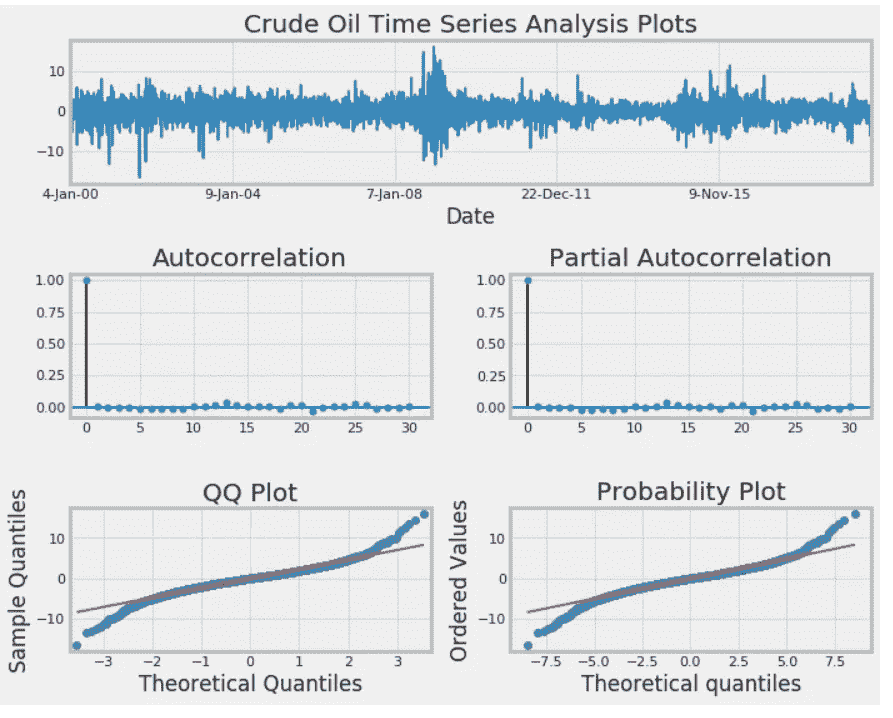 Crude Oil Time Series Analysis Plots
10
0
−10
4-Jan-00 9-Jan-04 7-Jan-08 22-Dec-11 9-Nov-15
Date
Autocorrelation
1.00
0.75
0.50
0.25
0.00
0 5 10 15 20 25 30
Partial Autocorrelation
1.00
0.75
0.50
0.25
0.00
0 5 10 15 20 25 30
QQ Plot
Sample Quantiles
10
0
−10
−3 −2 −1 0 1 2 3
Theoretical Quantiles
Probability Plot
Ordered Values
10
0
−10
−7.5 −5.0 −2.5 0.0 2.5 5.0 7.5
Theoretical quantiles